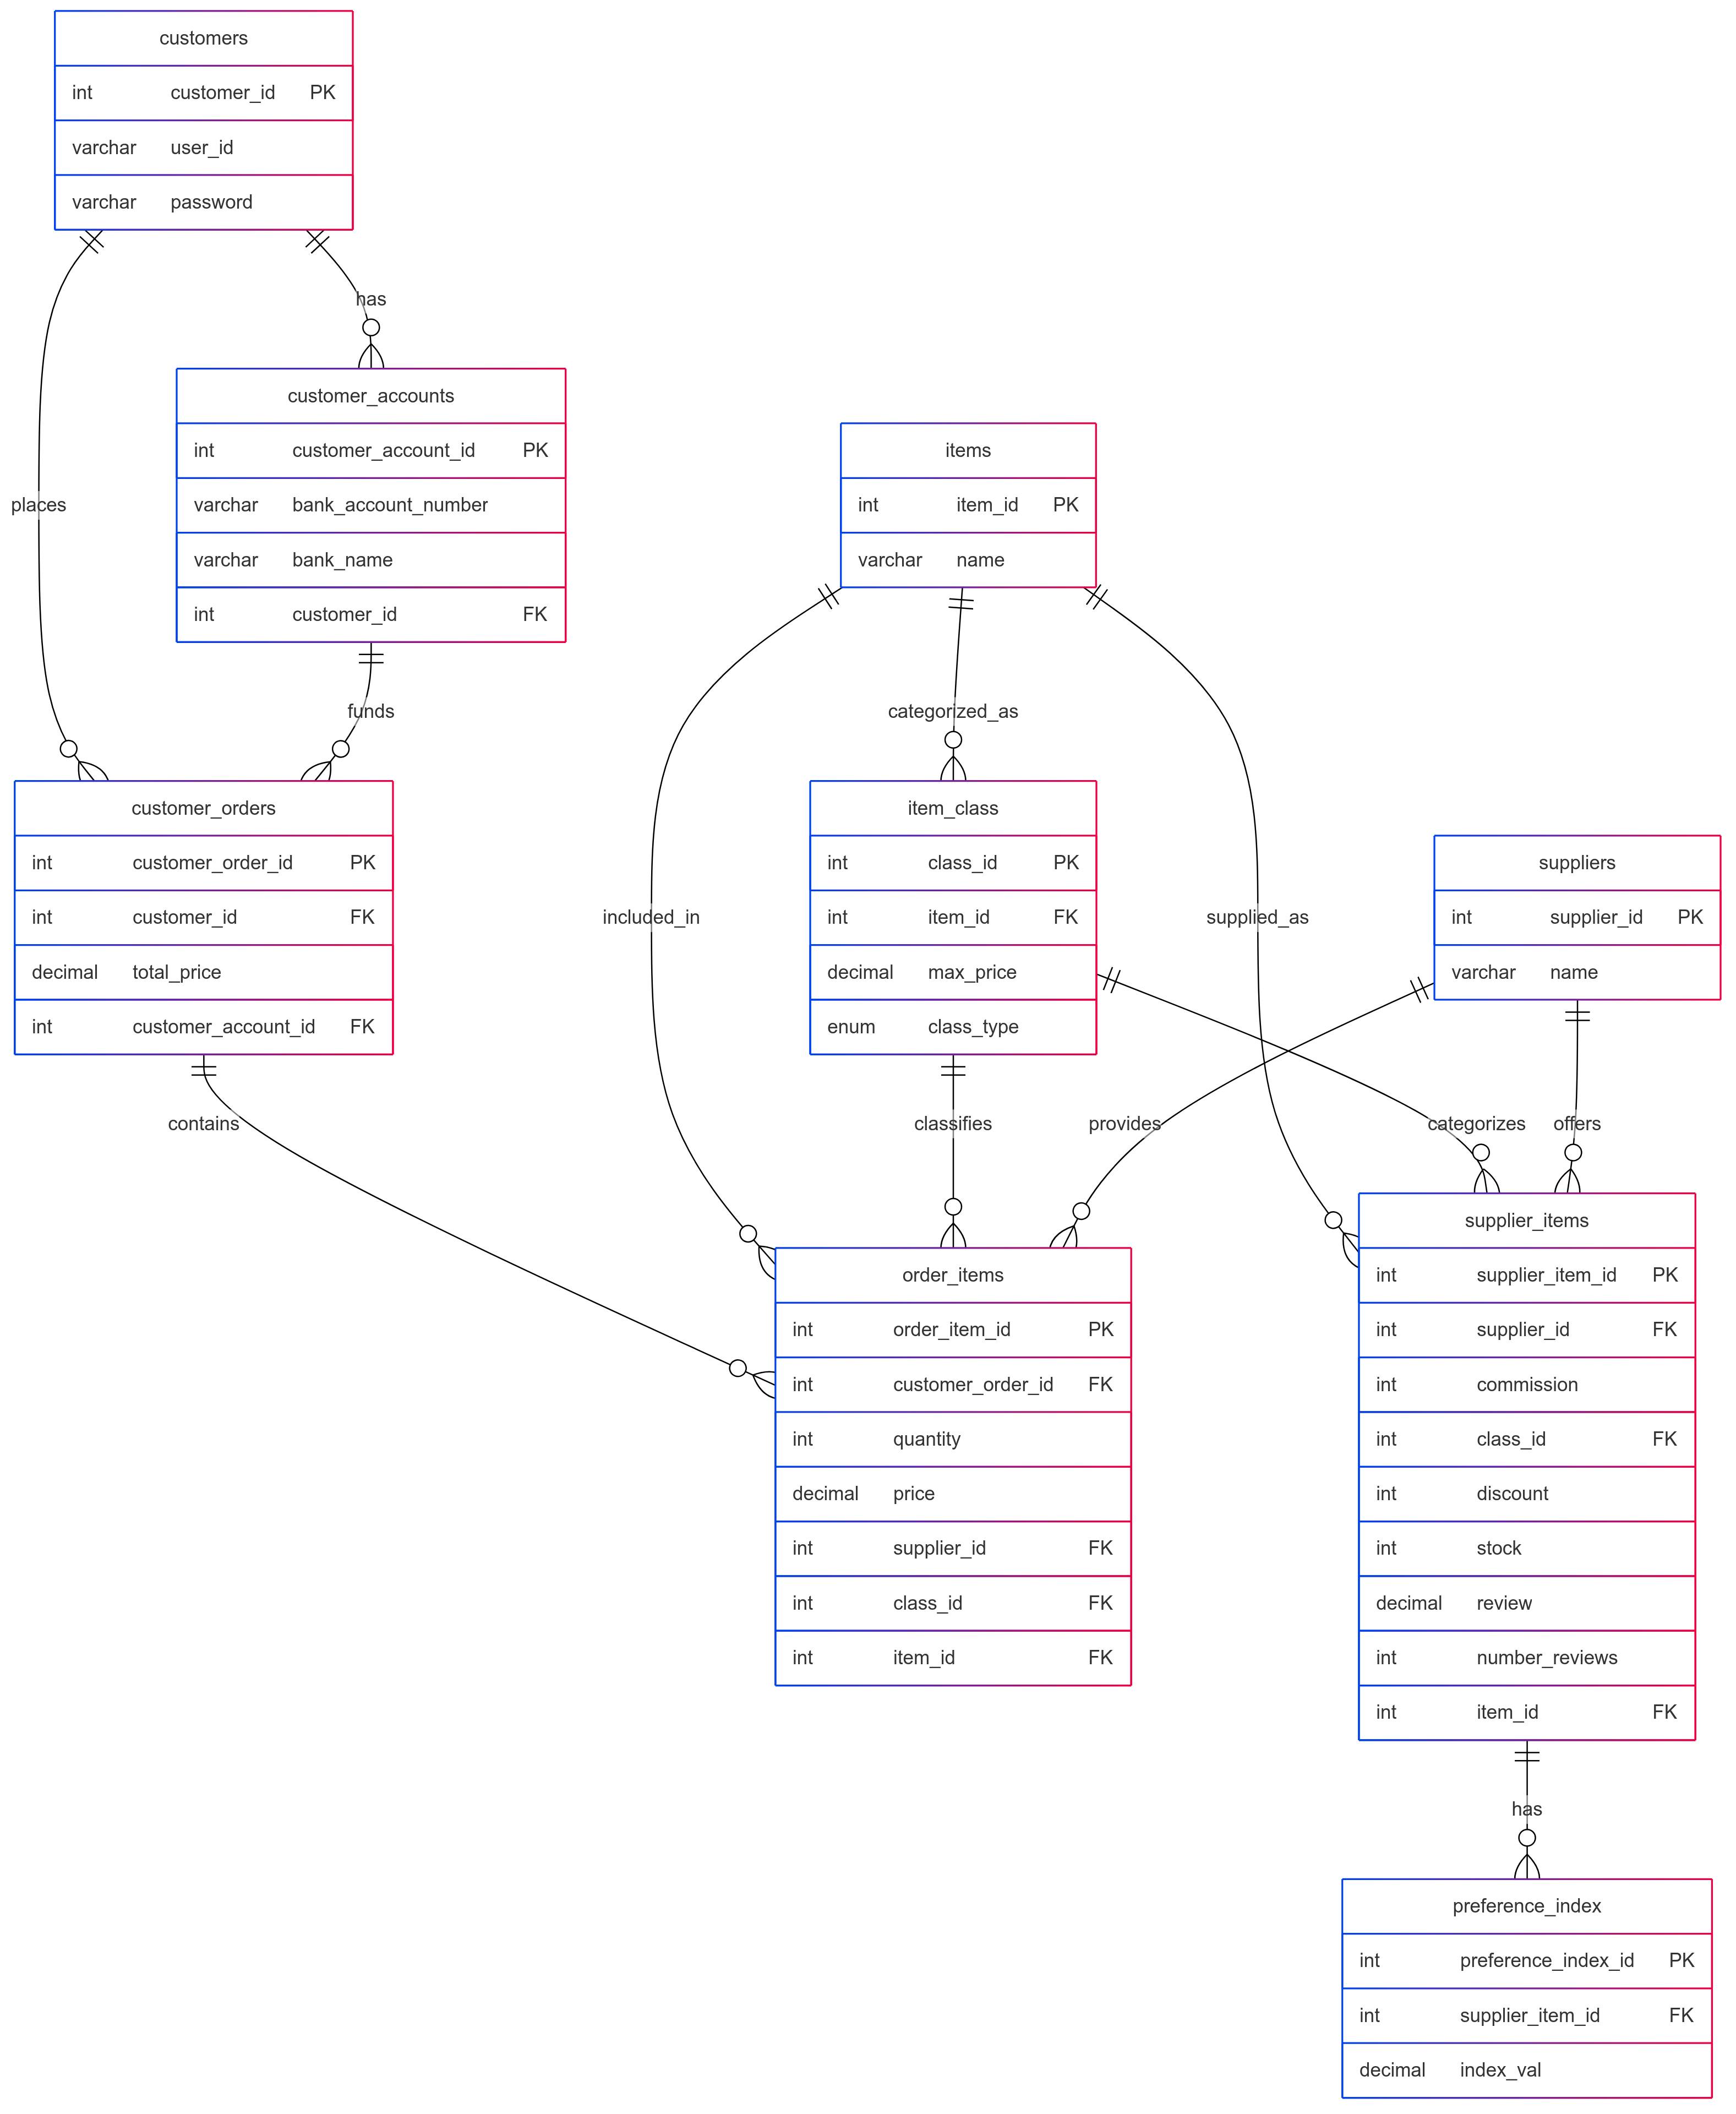 customers
int customer_id PK
varchar user_id
varchar password
has
places
customer_accounts
int customer_account_id PK
varchar bank_account_number
varchar bank_name
int customer_id FK
funds
customer_orders
int customer_order_id PK
int customer_id FK
decimal total_price
int customer_account_id FK
contains
items
int item_id PK
varchar name
included_in
categorized_as
supplied_as
item_class
int class_id PK
int item_id FK
decimal max_price
enum class_type
classifies
suppliers
int supplier_id PK
varchar name
provides
categorizes
offers
order_items
int order_item_id PK
int customer_order_id FK
int quantity
decimal price
int supplier_id FK
int class_id FK
int item_id FK
supplier_items
int supplier_item_id PK
int supplier_id FK
int commission
int class_id FK
int discount
int stock
decimal review
int number_reviews
int item_id FK
has
preference_index
int preference_index_id PK
int supplier_item_id FK
decimal index_val